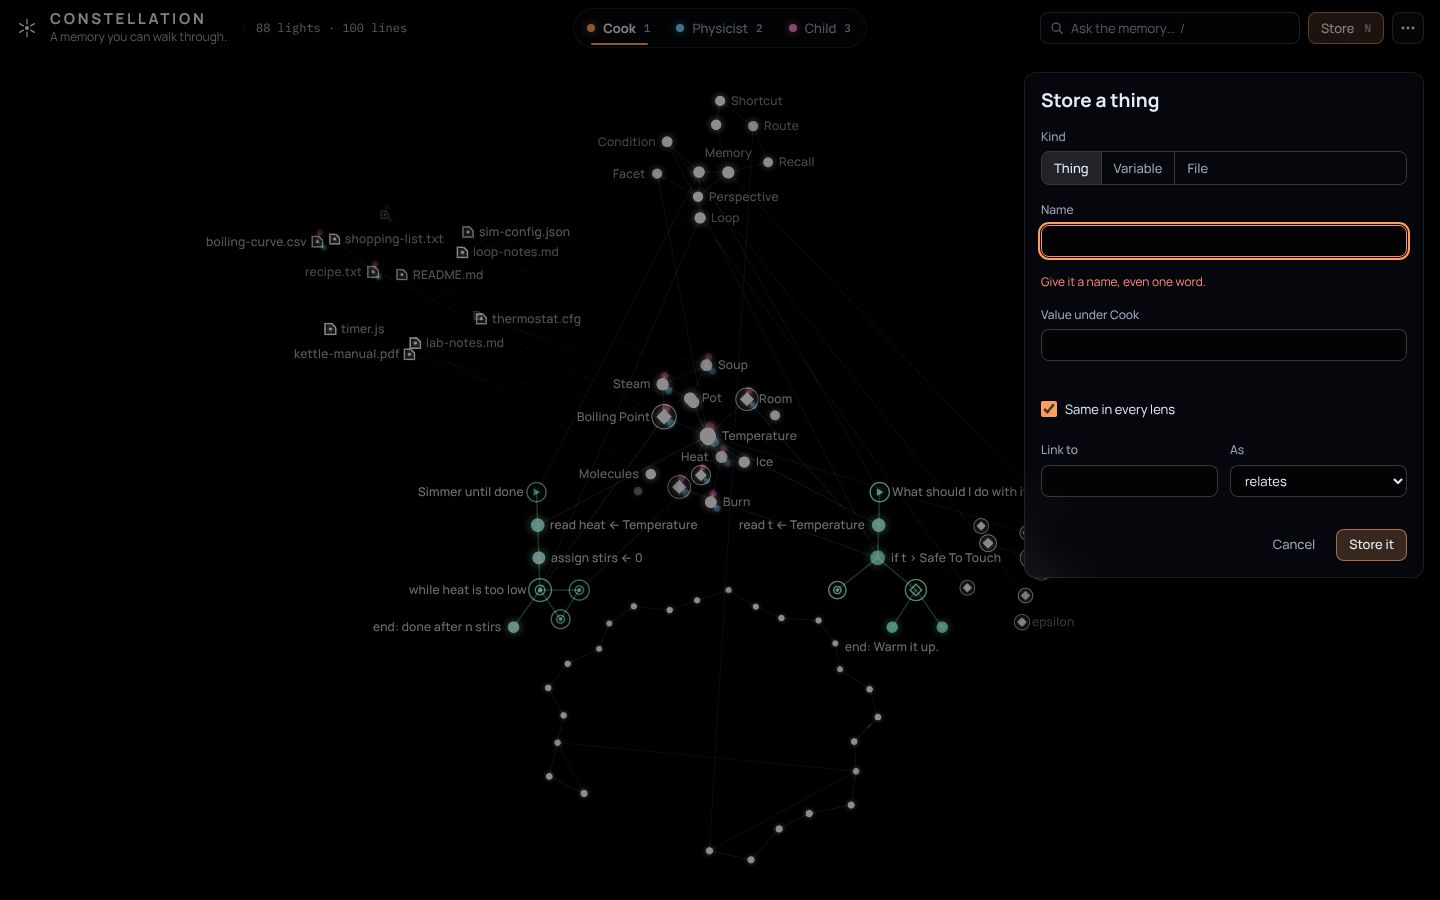 CONSTELLATION
A memory you can walk through.
88 lights · 100 lines
Cook 1
Physicist 2
Child 3
Ask the memory... /
Store N
Shortcut
Route
Condition
Memory
Recall
Facet
Perspective
Loop
boiling-curve.csv
shopping-list.txt
sim-config.json
loop-notes.md
recipe.txt
README.md
thermostat.cfg
timer.js
lab-notes.md
kettle-manual.pdf
Soup
Steam
Pot
Room
Boiling Point
Temperature
Heat
Ice
Molecules
Burn
Simmer until done
What should I do with i
read heat ← Temperature
read t ← Temperature
assign stirs ← 0
if t > Safe To Touch
while heat is too low
end: done after n stirs
epsilon
end: Warm it up.
Store a thing
Kind
Thing
Variable
File
Name
Give it a name, even one word.
Value under Cook
Same in every lens
Link to
As
relates
Cancel
Store it